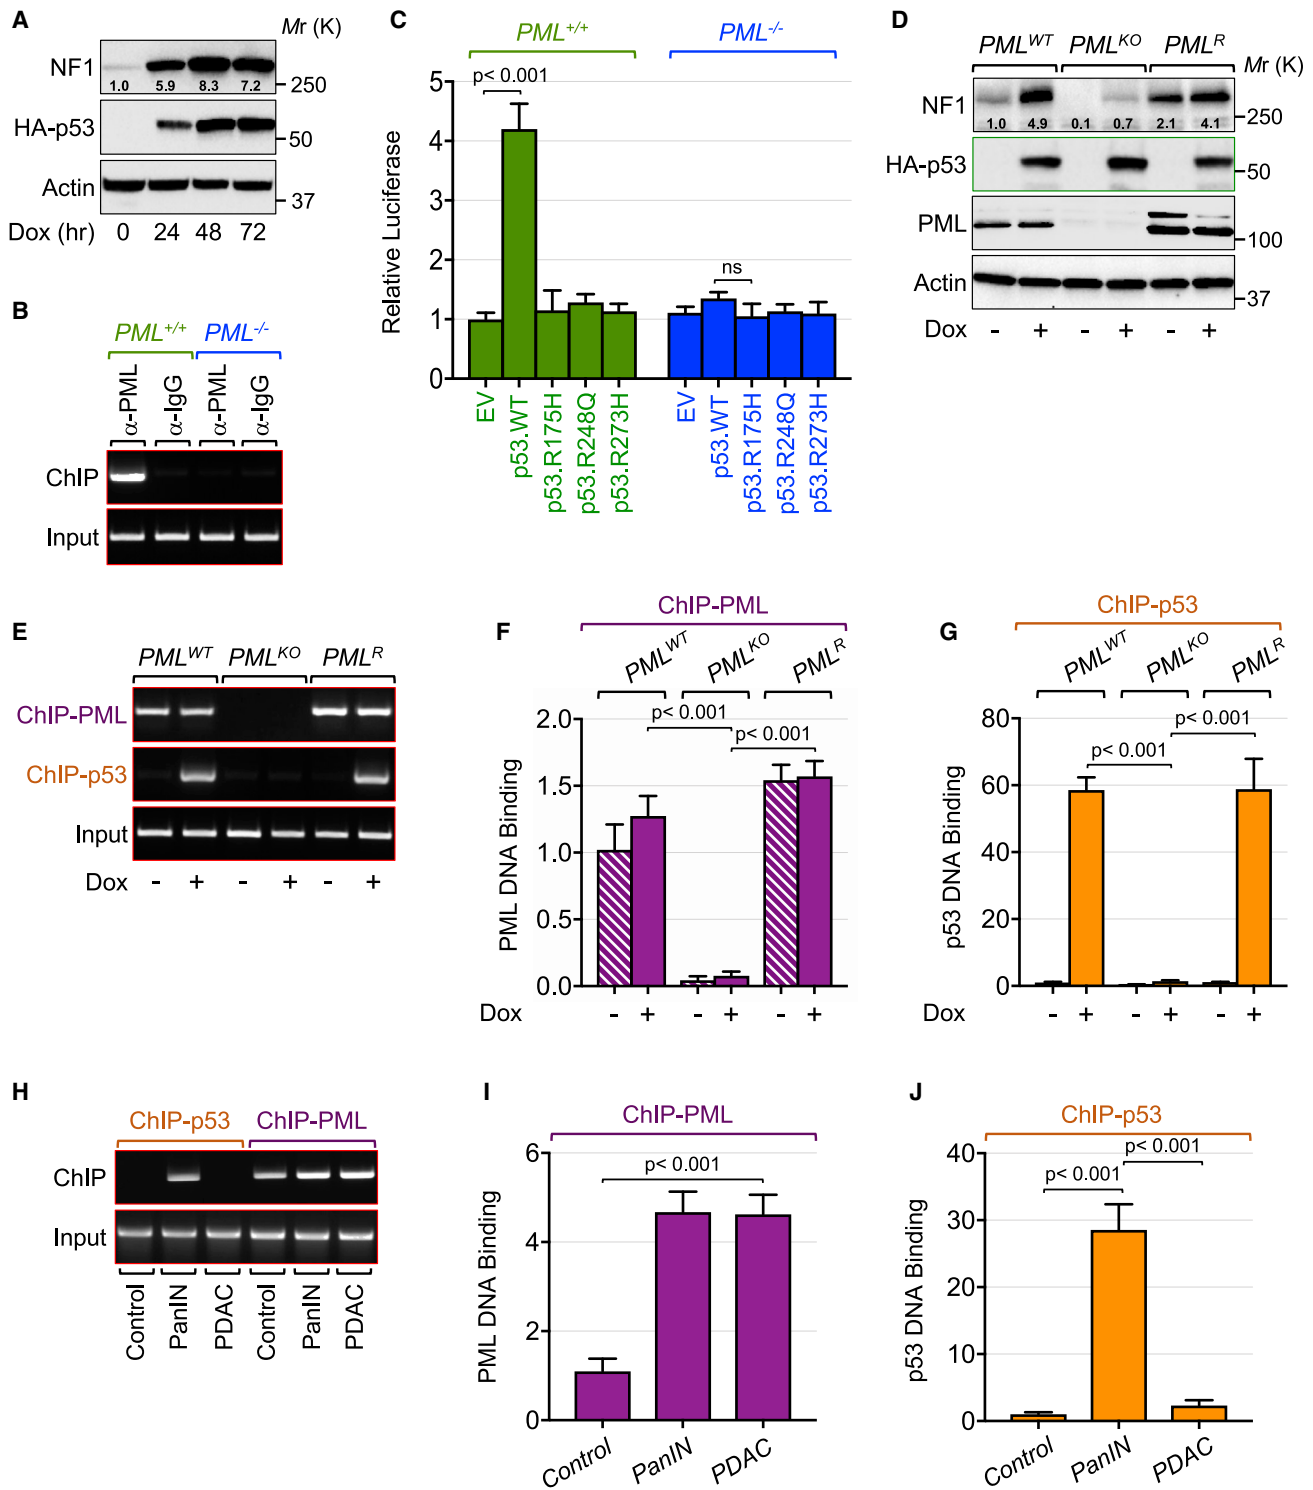 A
Mr (K)
NF1
1.0 5.9 8.3 7.2
250
HA-p53
50
Actin
37
Dox (hr) 0 24 48 72
B
PML+/+ PML-/-
α-PML α-IgG α-PML α-IgG
ChIP
Input
C
PML+/+ PML-/-
p< 0.001
ns
Relative Luciferase
5
4
3
2
1
0
EV p53.WT p53.R175H p53.R248Q p53.R273H EV p53.WT p53.R175H p53.R248Q p53.R273H
D
PMLWT PMLKO PMLR
Mr (K)
NF1
1.0 4.9 0.1 0.7 2.1 4.1
250
HA-p53
50
PML
100
Actin
37
Dox - + - + - +
E
PMLWT PMLKO PMLR
ChIP-PML
ChIP-p53
Input
Dox - + - + - +
F
ChIP-PML
PMLWT PMLKO PMLR
p< 0.001
p< 0.001
PML DNA Binding
2.0
1.5
1.0
0.5
0.0
Dox - + - + - +
G
ChIP-p53
PMLWT PMLKO PMLR
p< 0.001
p< 0.001
p53 DNA Binding
80
60
40
20
0
Dox - + - + - +
H
ChIP-p53 ChIP-PML
ChIP
Input
Control PanIN PDAC Control PanIN PDAC
I
ChIP-PML
p< 0.001
PML DNA Binding
6
4
2
0
Control PanIN PDAC
J
ChIP-p53
p< 0.001
p< 0.001
p53 DNA Binding
40
30
20
10
0
Control PanIN PDAC